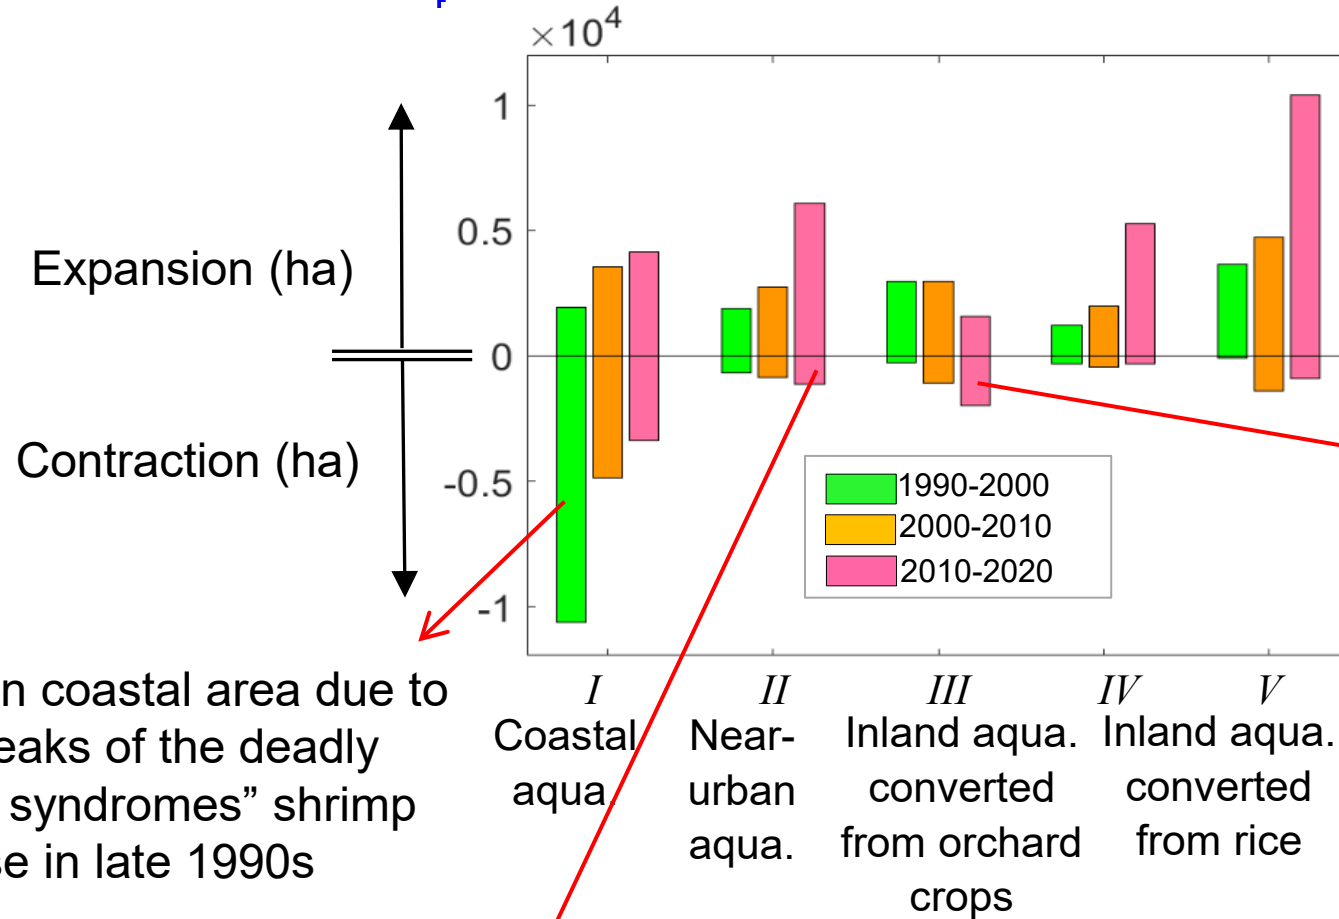 ×10⁴
1
0.5
0
-0.5
-1
Expansion (ha)
Contraction (ha)
1990-2000
2000-2010
2010-2020
I II III IV V
Coastal aqua.
Near-urban aqua.
Inland aqua. converted from orchard crops
Inland aqua. converted from rice
n coastal area due to
eaks of the deadly
syndromes” shrimp
se in late 1990s